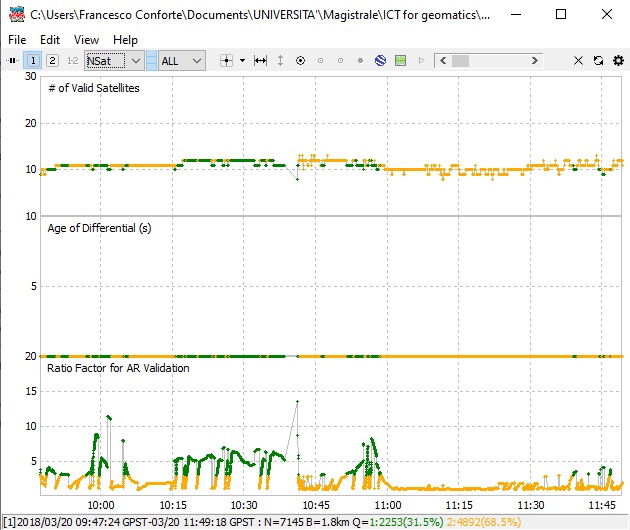 C:\Users\Francesco Conforte\Documents\UNIVERSITA'\Magistrale\ICT for geomatics\...
File Edit View Help
1 2 1-2 NSat ALL
30
# of Valid Satellites
20
10
10
Age of Differential (s)
5
20
Ratio Factor for AR Validation
15
10
5
10:00 10:15 10:30 10:45 11:00 11:15 11:30 11:45
[1]2018/03/20 09:47:24 GPST-03/20 11:49:18 GPST : N=7145 B=1.8km Q=1:2253(31.5%) 2:4892(68.5%)